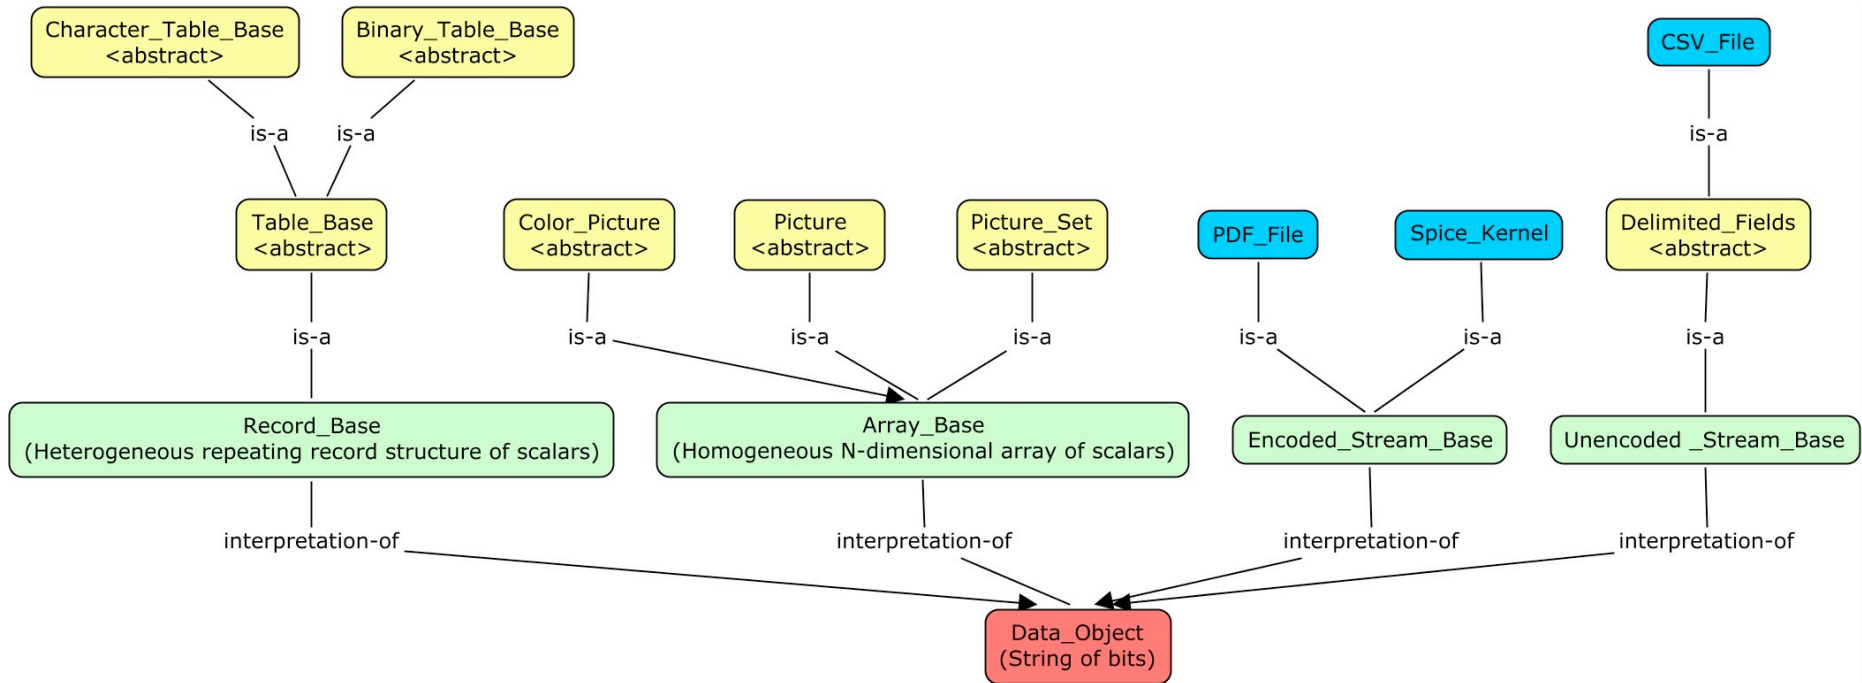 Character_Table_Base
<abstract>
Binary_Table_Base
<abstract>
CSV_File
is-a
is-a
is-a
Table_Base
<abstract>
Color_Picture
<abstract>
Picture
<abstract>
Picture_Set
<abstract>
PDF_File
Spice_Kernel
Delimited_Fields
<abstract>
is-a
is-a
is-a
is-a
is-a
is-a
is-a
Record_Base
(Heterogeneous repeating record structure of scalars)
Array_Base
(Homogeneous N-dimensional array of scalars)
Encoded_Stream_Base
Unencoded _Stream_Base
interpretation-of
interpretation-of
interpretation-of
interpretation-of
Data_Object
(String of bits)